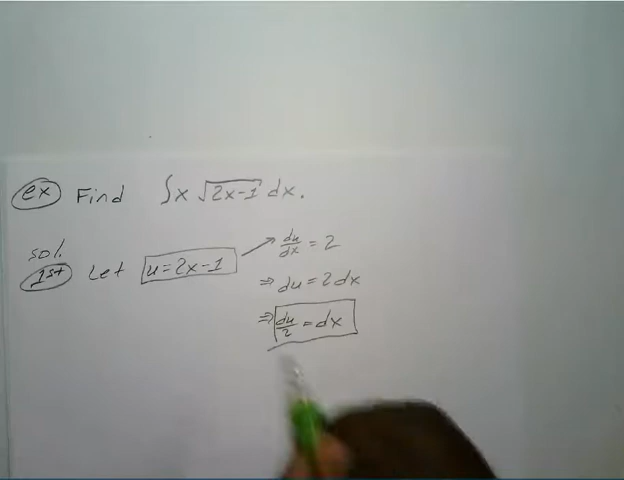 ex Find ∫x √2x-1 dx.
sol.
1st Let u=2x-1 → du/dx = 2
⇒ du = 2dx
⇒ du/2 = dx